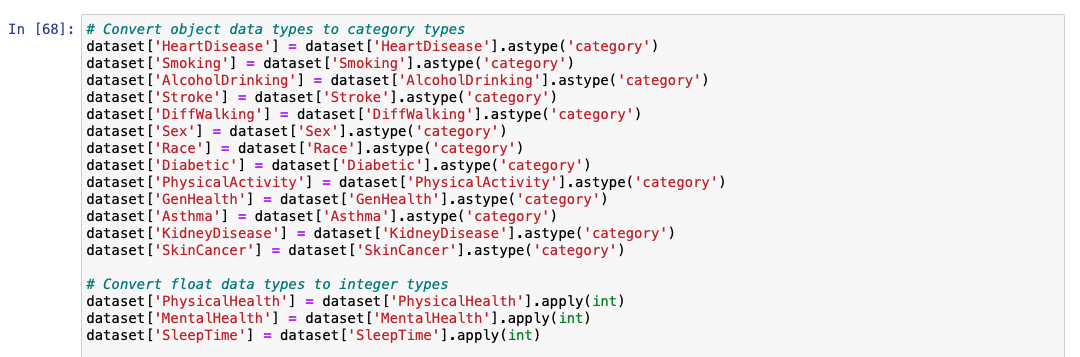 In [68]: # Convert object data types to category types
dataset['HeartDisease'] = dataset['HeartDisease'].astype('category')
dataset['Smoking'] = dataset['Smoking'].astype('category')
dataset['AlcoholDrinking'] = dataset['AlcoholDrinking'].astype('category')
dataset['Stroke'] = dataset['Stroke'].astype('category')
dataset['DiffWalking'] = dataset['DiffWalking'].astype('category')
dataset['Sex'] = dataset['Sex'].astype('category')
dataset['Race'] = dataset['Race'].astype('category')
dataset['Diabetic'] = dataset['Diabetic'].astype('category')
dataset['PhysicalActivity'] = dataset['PhysicalActivity'].astype('category')
dataset['GenHealth'] = dataset['GenHealth'].astype('category')
dataset['Asthma'] = dataset['Asthma'].astype('category')
dataset['KidneyDisease'] = dataset['KidneyDisease'].astype('category')
dataset['SkinCancer'] = dataset['SkinCancer'].astype('category')
# Convert float data types to integer types
dataset['PhysicalHealth'] = dataset['PhysicalHealth'].apply(int)
dataset['MentalHealth'] = dataset['MentalHealth'].apply(int)
dataset['SleepTime'] = dataset['SleepTime'].apply(int)